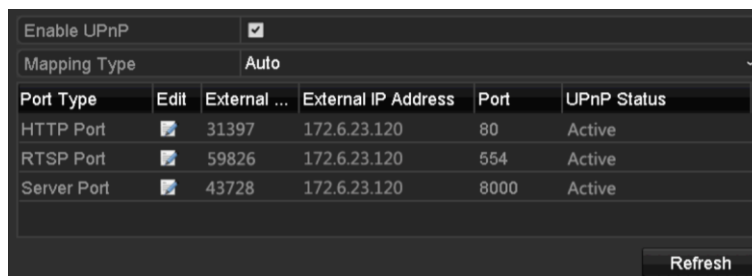 Enable UPnP
Mapping Type Auto
Port Type Edit External ... External IP Address Port UPnP Status
HTTP Port 31397 172.6.23.120 80 Active
RTSP Port 59826 172.6.23.120 554 Active
Server Port 43728 172.6.23.120 8000 Active
Refresh